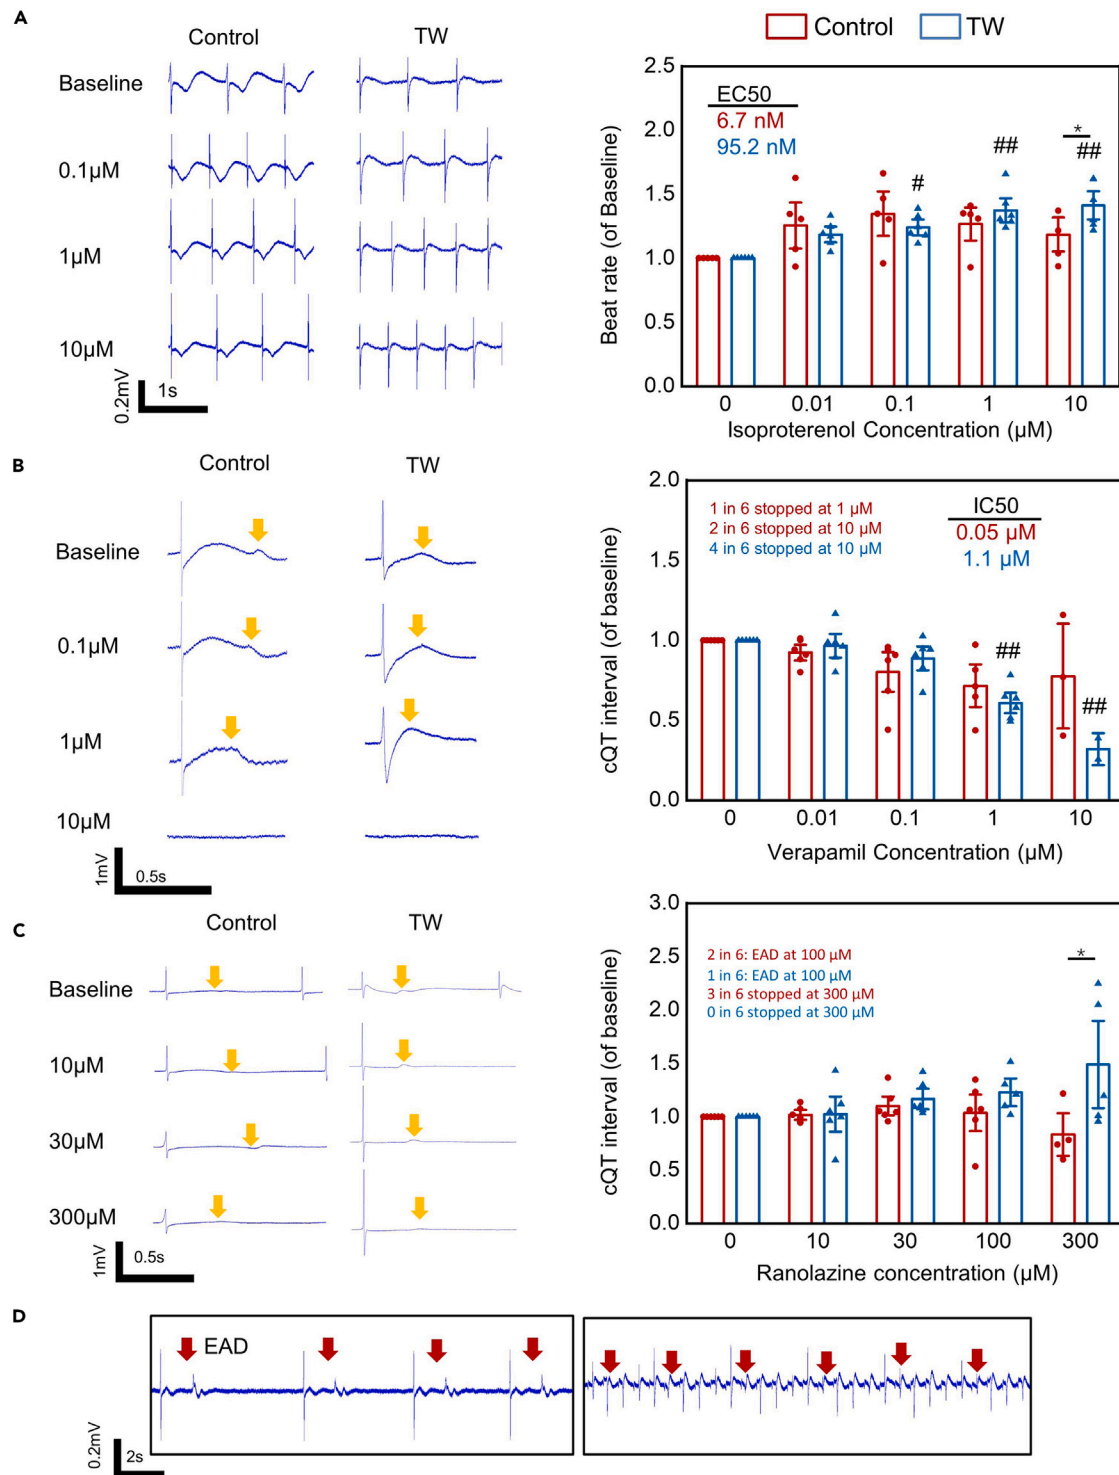 A
Control
TW
Control
TW
Baseline
0.1µM
1µM
10µM
0.2mV
1s
Beat rate (of Baseline)
2.5
2.0
1.5
1.0
0.5
0.0
EC50
6.7 nM
95.2 nM
#
##
*
##
0
0.01
0.1
1
10
Isoproterenol Concentration (µM)
B
Control
TW
Baseline
0.1µM
1µM
10µM
1mV
0.5s
cQT interval (of baseline)
2.0
1.5
1.0
0.5
0.0
1 in 6 stopped at 1 µM
2 in 6 stopped at 10 µM
4 in 6 stopped at 10 µM
IC50
0.05 µM
1.1 µM
##
##
0
0.01
0.1
1
10
Verapamil Concentration (µM)
C
Control
TW
Baseline
10µM
30µM
300µM
1mV
0.5s
cQT interval (of baseline)
3.0
2.5
2.0
1.5
1.0
0.5
0.0
2 in 6: EAD at 100 µM
1 in 6: EAD at 100 µM
3 in 6 stopped at 300 µM
0 in 6 stopped at 300 µM
*
0
10
30
100
300
Ranolazine concentration (µM)
D
EAD
0.2mV
2s